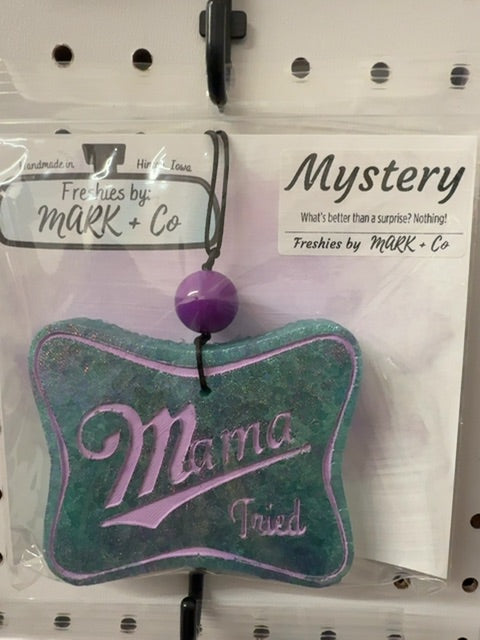 Handmade in
Iowa
Freshies by:
MARK + Co
Mystery
What's better than a surprise? Nothing!
Freshies by MARK + Co
Mama
Tried